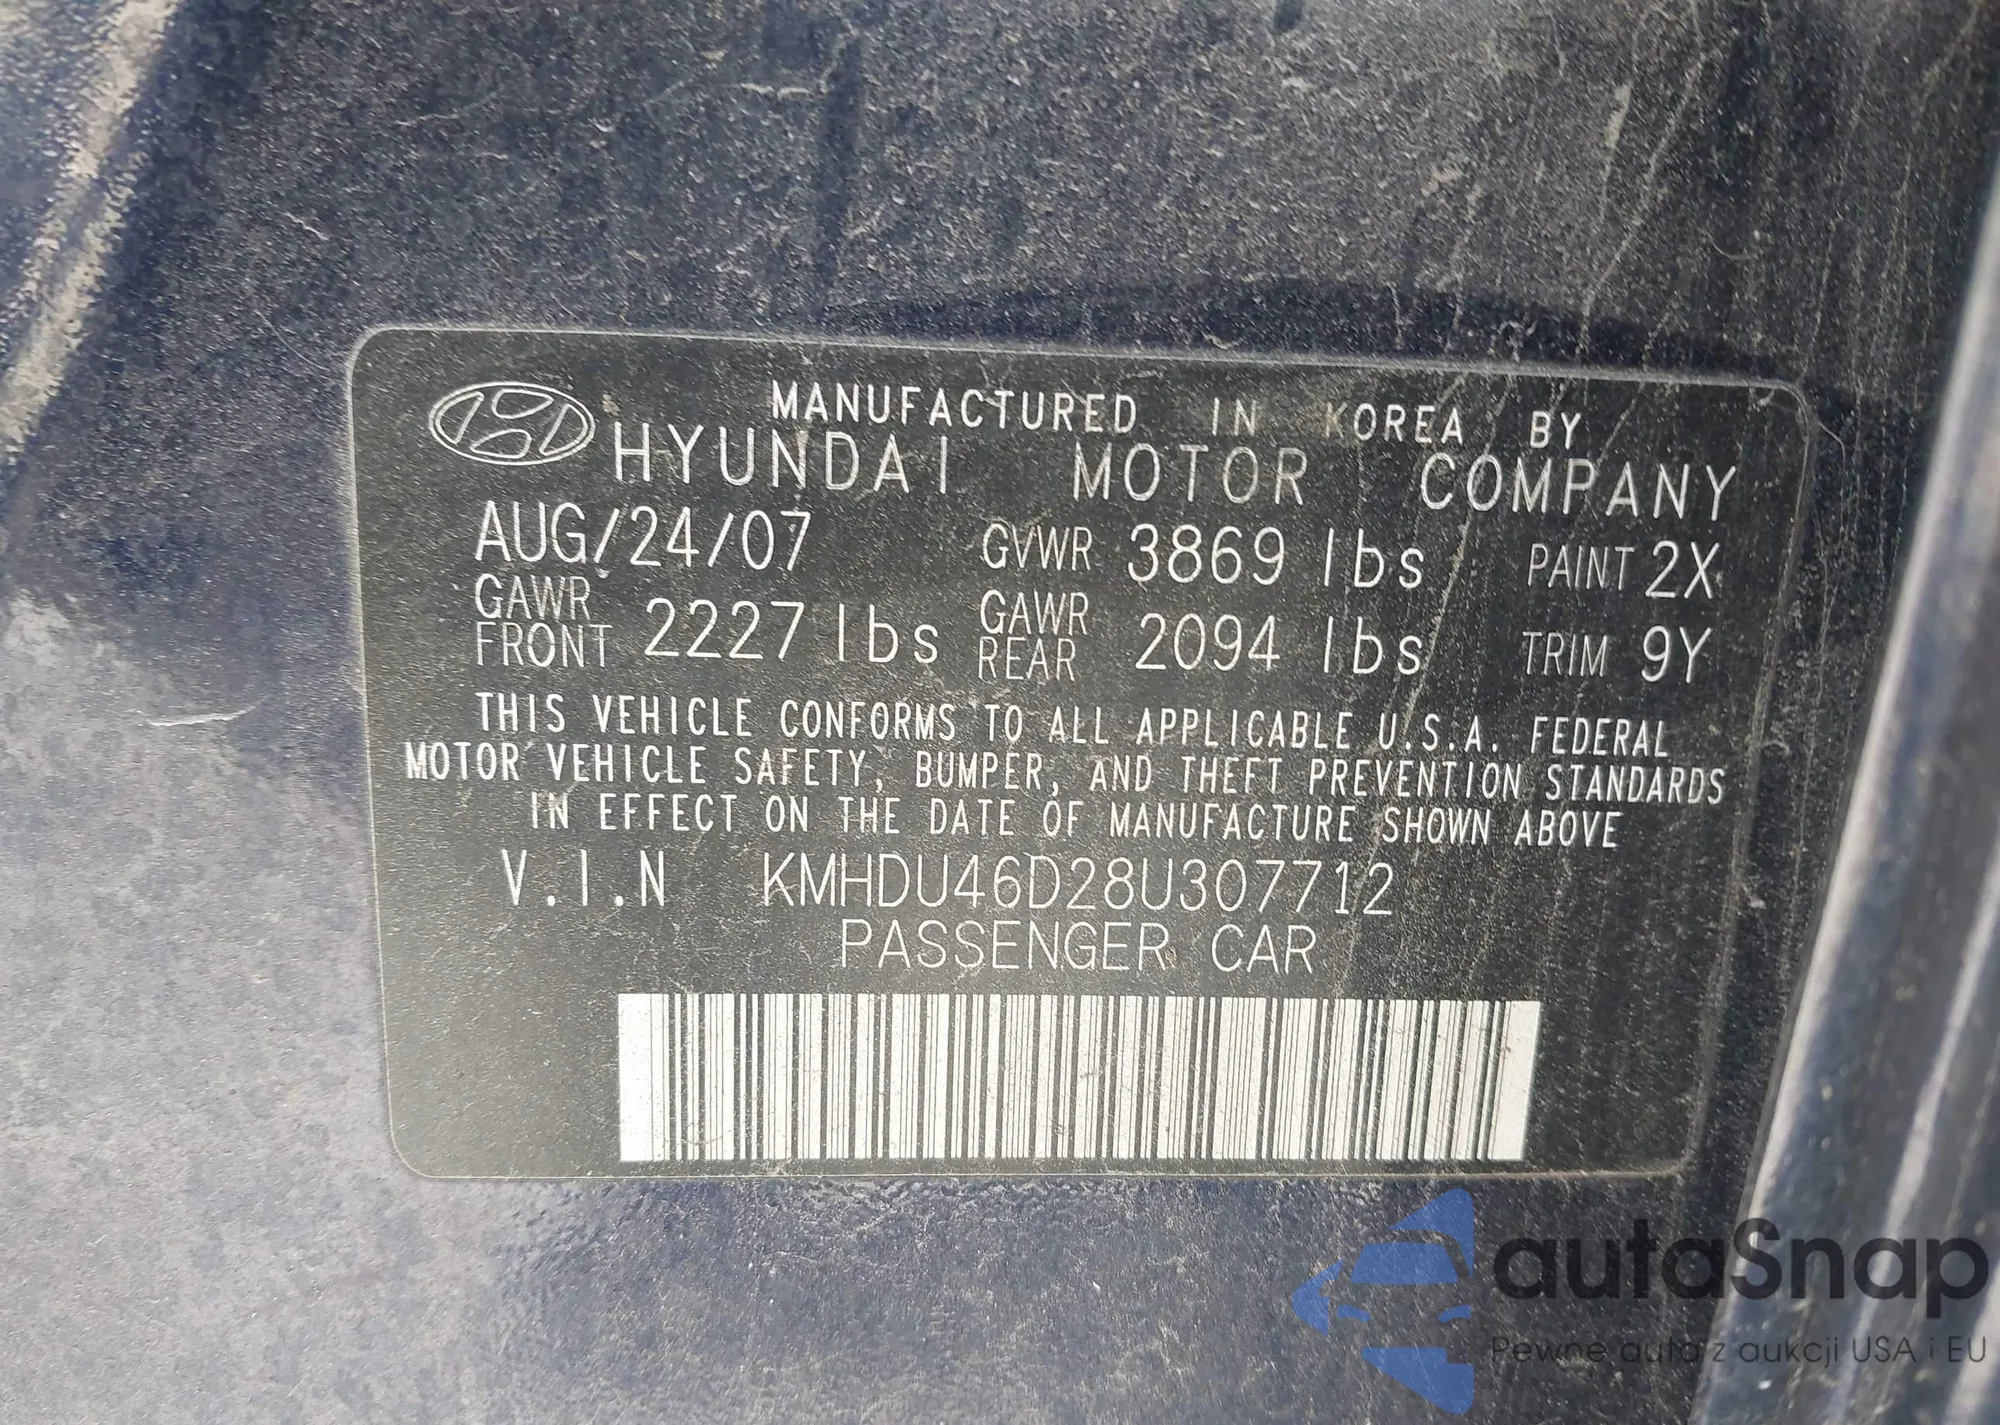 MANUFACTURED IN KOREA BY
HYUNDAI MOTOR COMPANY
AUG/24/07 GVWR 3869 lbs PAINT 2X
GAWR FRONT 2227 lbs GAWR REAR 2094 lbs TRIM 9Y
THIS VEHICLE CONFORMS TO ALL APPLICABLE U.S.A. FEDERAL
MOTOR VEHICLE SAFETY, BUMPER, AND THEFT PREVENTION STANDARDS
IN EFFECT ON THE DATE OF MANUFACTURE SHOWN ABOVE
V.I.N KMHDU46D28U307712
PASSENGER CAR
autaSnap
Pewne auta z aukcji USA i EU